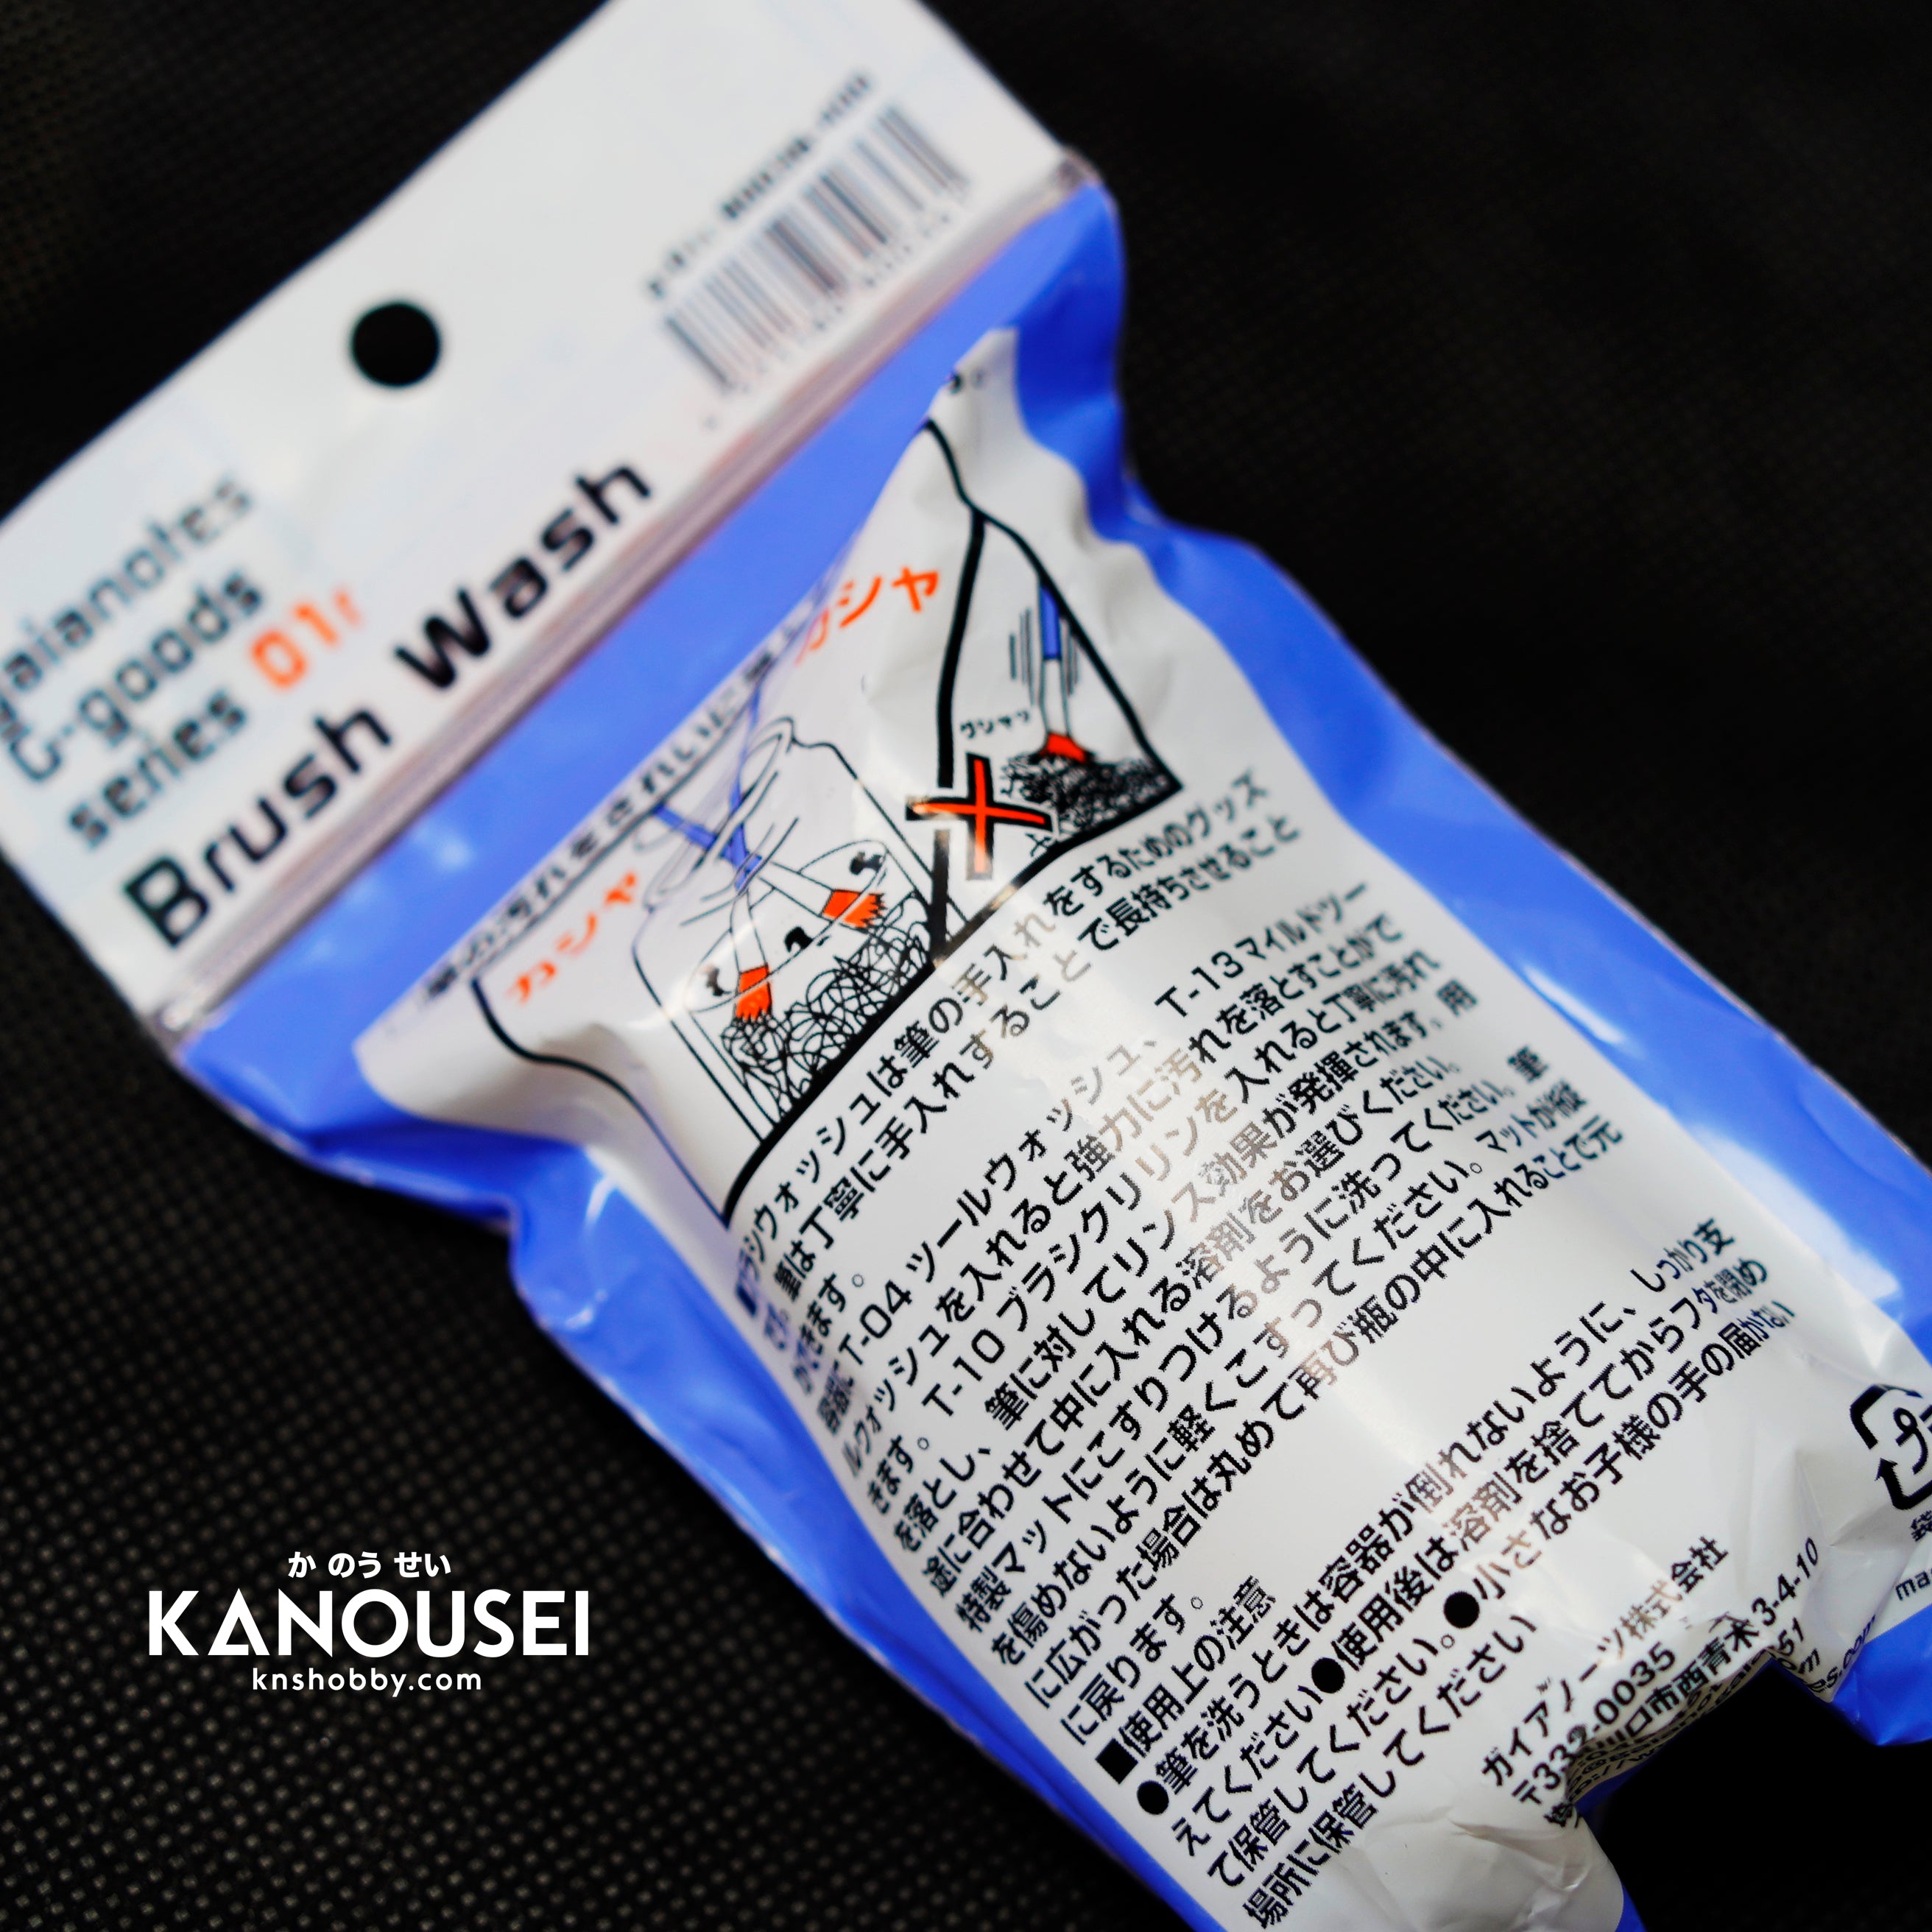 gaianotes
G-goods
series 01r
Brush Wash
カシャ
カシャ
ブラシウォッシュは筆の手入れをするためのグッズ
です。筆は丁寧に手入れすることで長持ちさせること
ができます。
容器にT-04 ツールウォッシュ、T-13マイルドツー
ルウォッシュを入れると強力に汚れを落とすことがで
きます。T-10 ブラシクリーンを入れると丁寧に汚れ
を落とし、筆に対してリンス効果が発揮されます。用
途に合わせて中に入れる溶剤をお選びください。
特製マットにこすりつけるように洗ってください。筆
を傷めないように軽くこすってください。マットが縦
に広がった場合は丸めて再び瓶の中に入れることで元
に戻ります。
■使用上の注意
●筆を洗うときは容器が倒れないように、しっかり支
えてください●使用後は溶剤を捨ててからフタを閉め
て保管してください。●小さなお子様の手の届かない
場所に保管してください
ガイアノーツ株式会社
〒332-0035
川口市西青木3-4-10
か のう せい
KANOUSEI
knshobby.com